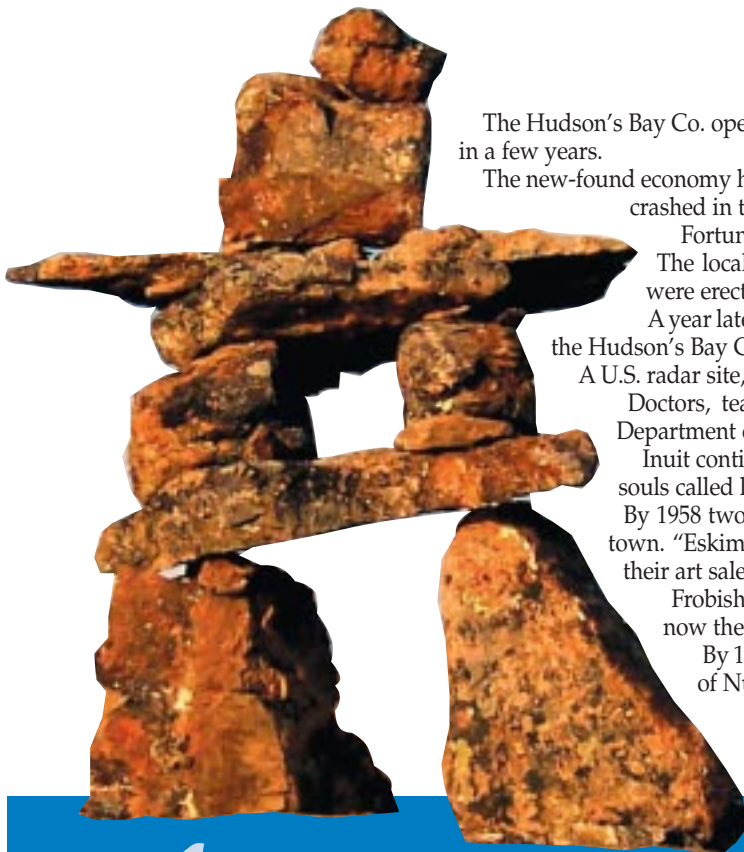 The Hudson's Bay Co. ope
in a few years.
The new-found economy h
crashed in t
Fortun
The local
were erect
A year late
the Hudson's Bay C
A U.S. radar site,
Doctors, tea
Department
Inuit conti
souls called
By 1958 two
town. “Eskim
their art sale
Frobish
now the
By 1
of Nu